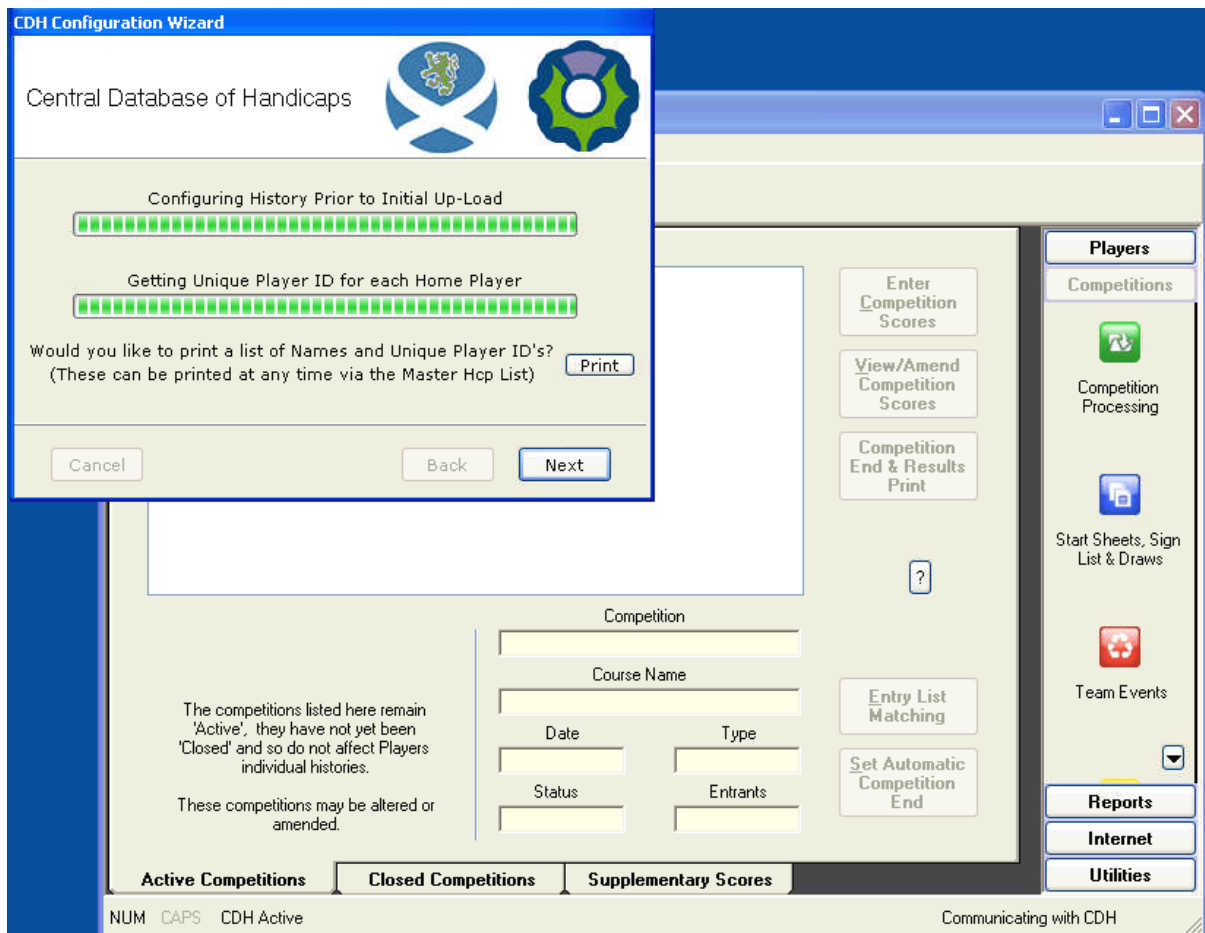 CDH Configuration Wizard
Central Database of Handicaps
Configuring History Prior to Initial Up-Load
Getting Unique Player ID for each Home Player
Would you like to print a list of Names and Unique Player ID's?
(These can be printed at any time via the Master Hcp List)
Print
Cancel
Back
Next
Enter
Competition
Scores
View/Amend
Competition
Scores
Competition
End & Results
Print
?
Competition
Course Name
Date
Type
Status
Entrants
The competitions listed here remain
'Active', they have not yet been
'Closed' and so do not affect Players
individual histories.
These competitions may be altered or
amended.
Entry List
Matching
Set Automatic
Competition
End
Players
Competitions
Competition
Processing
Start Sheets, Sign
List & Draws
Team Events
Reports
Internet
Utilities
Active Competitions
Closed Competitions
Supplementary Scores
NUM CAPS CDH Active
Communicating with CDH